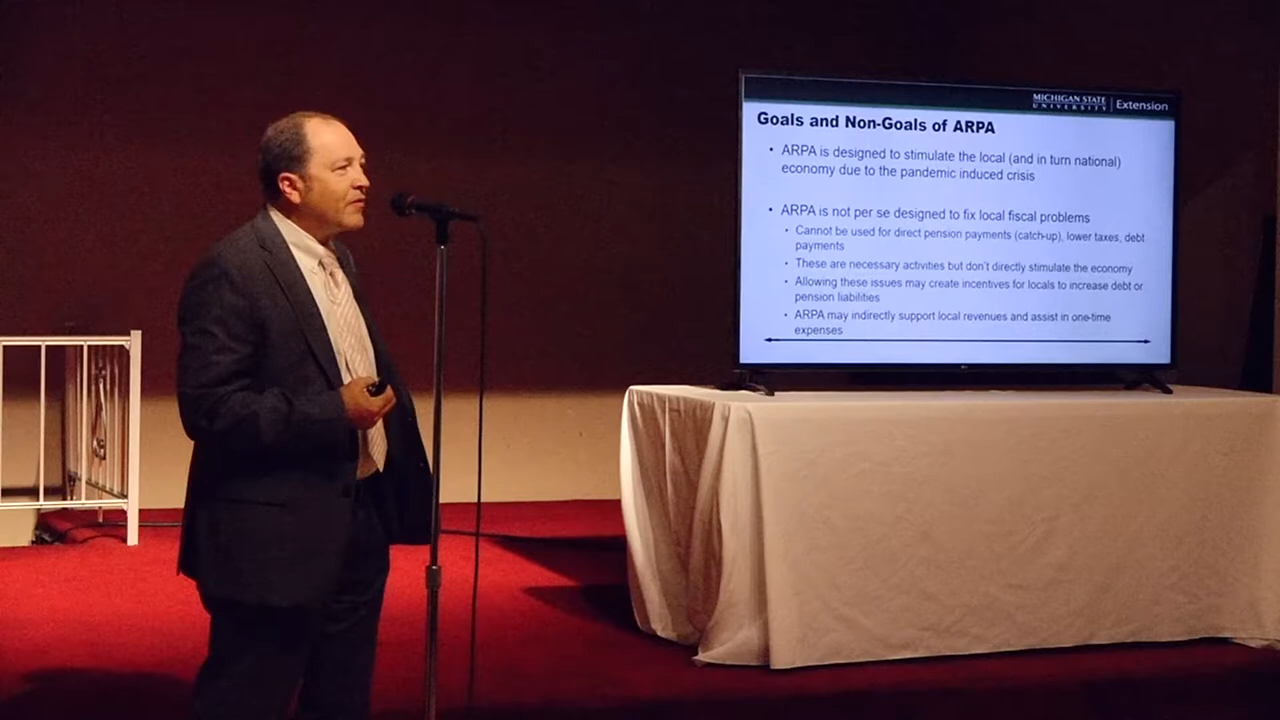 MICHIGAN STATE
UNIVERSITY
Extension
Goals and Non-Goals of ARPA
• ARPA is designed to stimulate the local (and in turn national)
economy due to the pandemic induced crisis
• ARPA is not per se designed to fix local fiscal problems
• Cannot be used for direct pension payments (catch-up), lower taxes, debt
payments
• These are necessary activities but don't directly stimulate the economy
• Allowing these issues may create incentives for locals to increase debt or
pension liabilities
• ARPA may indirectly support local revenues and assist in one-time
expenses